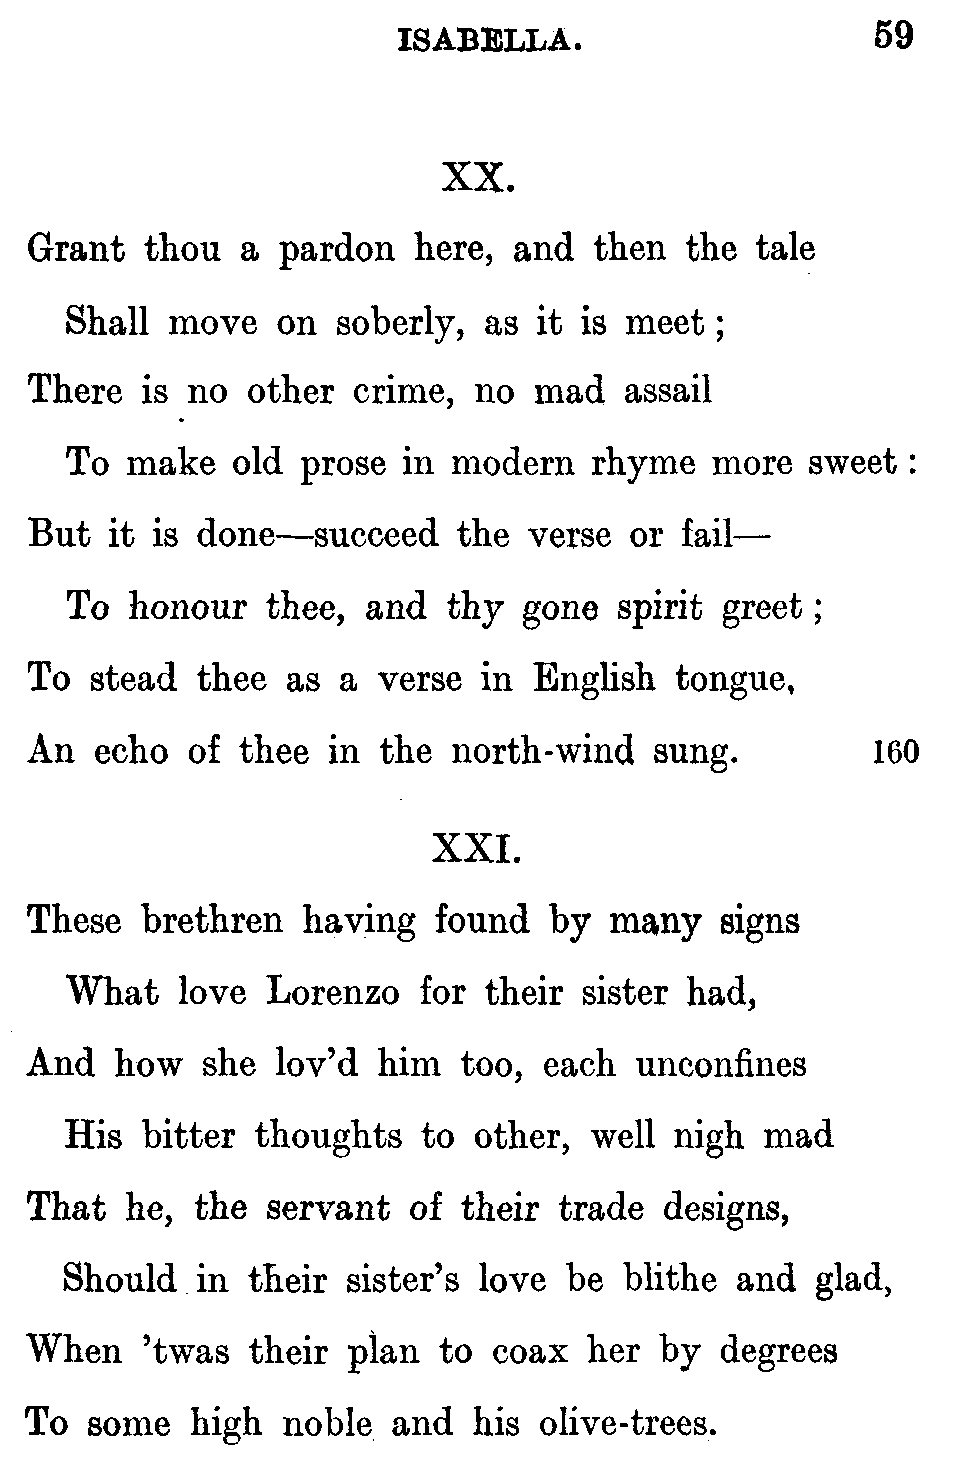 ISABELLA. 59
XX.
Grant thou a pardon here, and then the tale
Shall move on soberly, as it is meet;
There is no other crime, no mad assail
To make old prose in modern rhyme more sweet:
But it is done—succeed the verse or fail—
To honour thee, and thy gone spirit greet;
To stead thee as a verse in English tongue,
An echo of thee in the north-wind sung. 160
XXI.
These brethren having found by many signs
What love Lorenzo for their sister had,
And how she lov'd him too, each unconfines
His bitter thoughts to other, well nigh mad
That he, the servant of their trade designs,
Should in their sister's love be blithe and glad,
When 'twas their plan to coax her by degrees
To some high noble and his olive-trees.